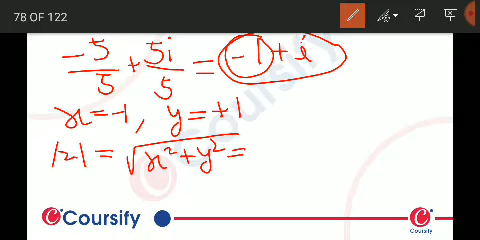 78 OF 122
-5/5 + 5i/5 = -1 + i
x = -1, y = +1
|z| = √x² + y² =
Coursify
Coursify